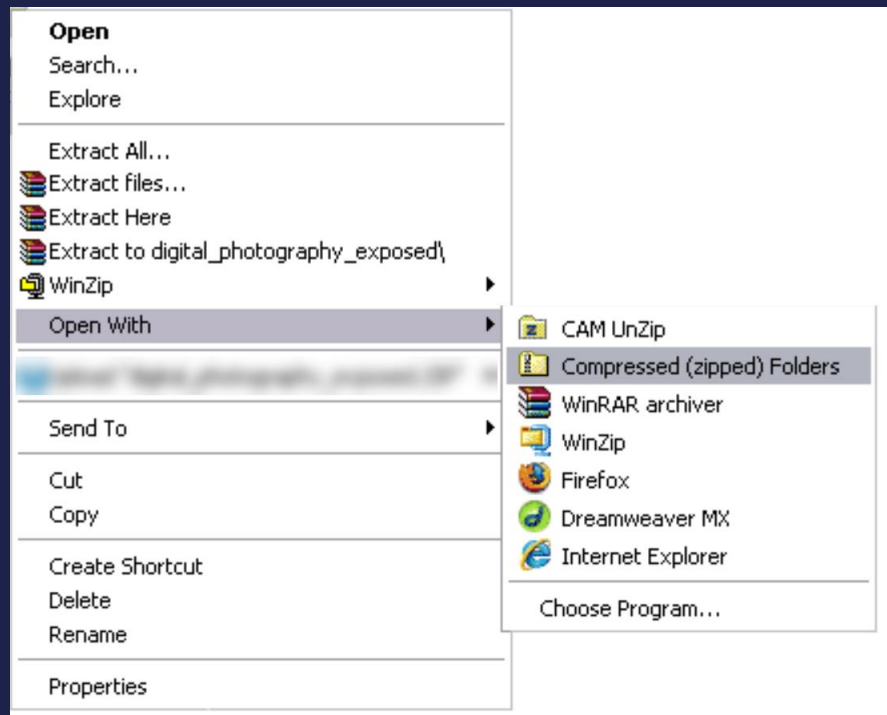 Open
Search...
Explore
Extract All...
Extract files...
Extract Here
Extract to digital_photography_exposed\
WinZip
Open With
Send To
Cut
Copy
Create Shortcut
Delete
Rename
Properties
CAM UnZip
Compressed (zipped) Folders
WinRAR archiver
WinZip
Firefox
Dreamweaver MX
Internet Explorer
Choose Program...